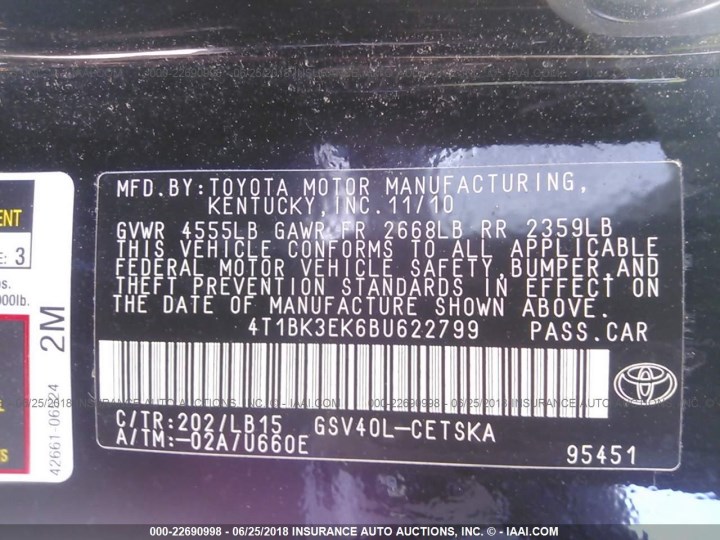 MFD.BY:TOYOTA MOTOR MANUFACTURING,
KENTUCKY,INC.11/10
GVWR 4555LB GAWR FR 2668LB RR 2359LB
THIS VEHICLE CONFORMS TO ALL APPLICABLE
FEDERAL MOTOR VEHICLE SAFETY,BUMPER,AND
THEFT PREVENTION STANDARDS IN EFFECT ON
THE DATE OF MANUFACTURE SHOWN ABOVE.
4T1BK3EK6BU622799 PASS.CAR
C/TR:202/LB15 GSV40L-CETSKA
A/TM:-02A/U660E
95451
2M
000-22690998 - 06/25/2018 INSURANCE AUTO AUCTIONS, INC. - © - IAAI.COM